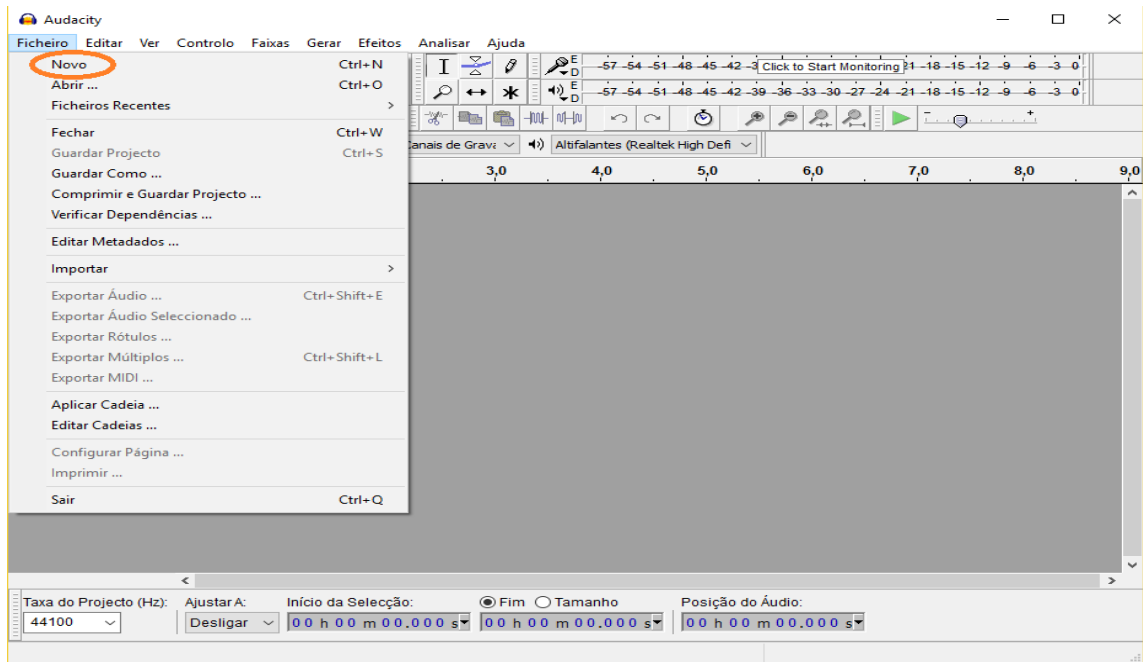 Audacity
Ficheiro Editar Ver Controlo Faixas Gerar Efeitos Analisar Ajuda
Novo Ctrl+N
Abrir ... Ctrl+O
Ficheiros Recentes >
Fechar Ctrl+W
Guardar Projecto Ctrl+S
Guardar Como ...
Comprimir e Guardar Projecto ...
Verificar Dependências ...
Editar Metadados ...
Importar >
Exportar Áudio ... Ctrl+Shift+E
Exportar Áudio Seleccionado ...
Exportar Rótulos ...
Exportar Múltiplos ... Ctrl+Shift+L
Exportar MIDI ...
Aplicar Cadeia ...
Editar Cadeias ...
Configurar Página ...
Imprimir ...
Sair Ctrl+Q
E D -57 -54 -51 -48 -45 -42 -3 Click to Start Monitoring 21 -18 -15 -12 -9 -6 -3 0
E D -57 -54 -51 -48 -45 -42 -39 -36 -33 -30 -27 -24 -21 -18 -15 -12 -9 -6 -3 0
- +
anais de Grava Altifalantes (Realtek High Defi
3,0 4,0 5,0 6,0 7,0 8,0 9,0
Taxa do Projecto (Hz): Ajustar A: Início da Selecção: Fim Tamanho Posição do Áudio:
44100 Desligar 00 h 00 m 00.000 s 00 h 00 m 00.000 s 00 h 00 m 00.000 s